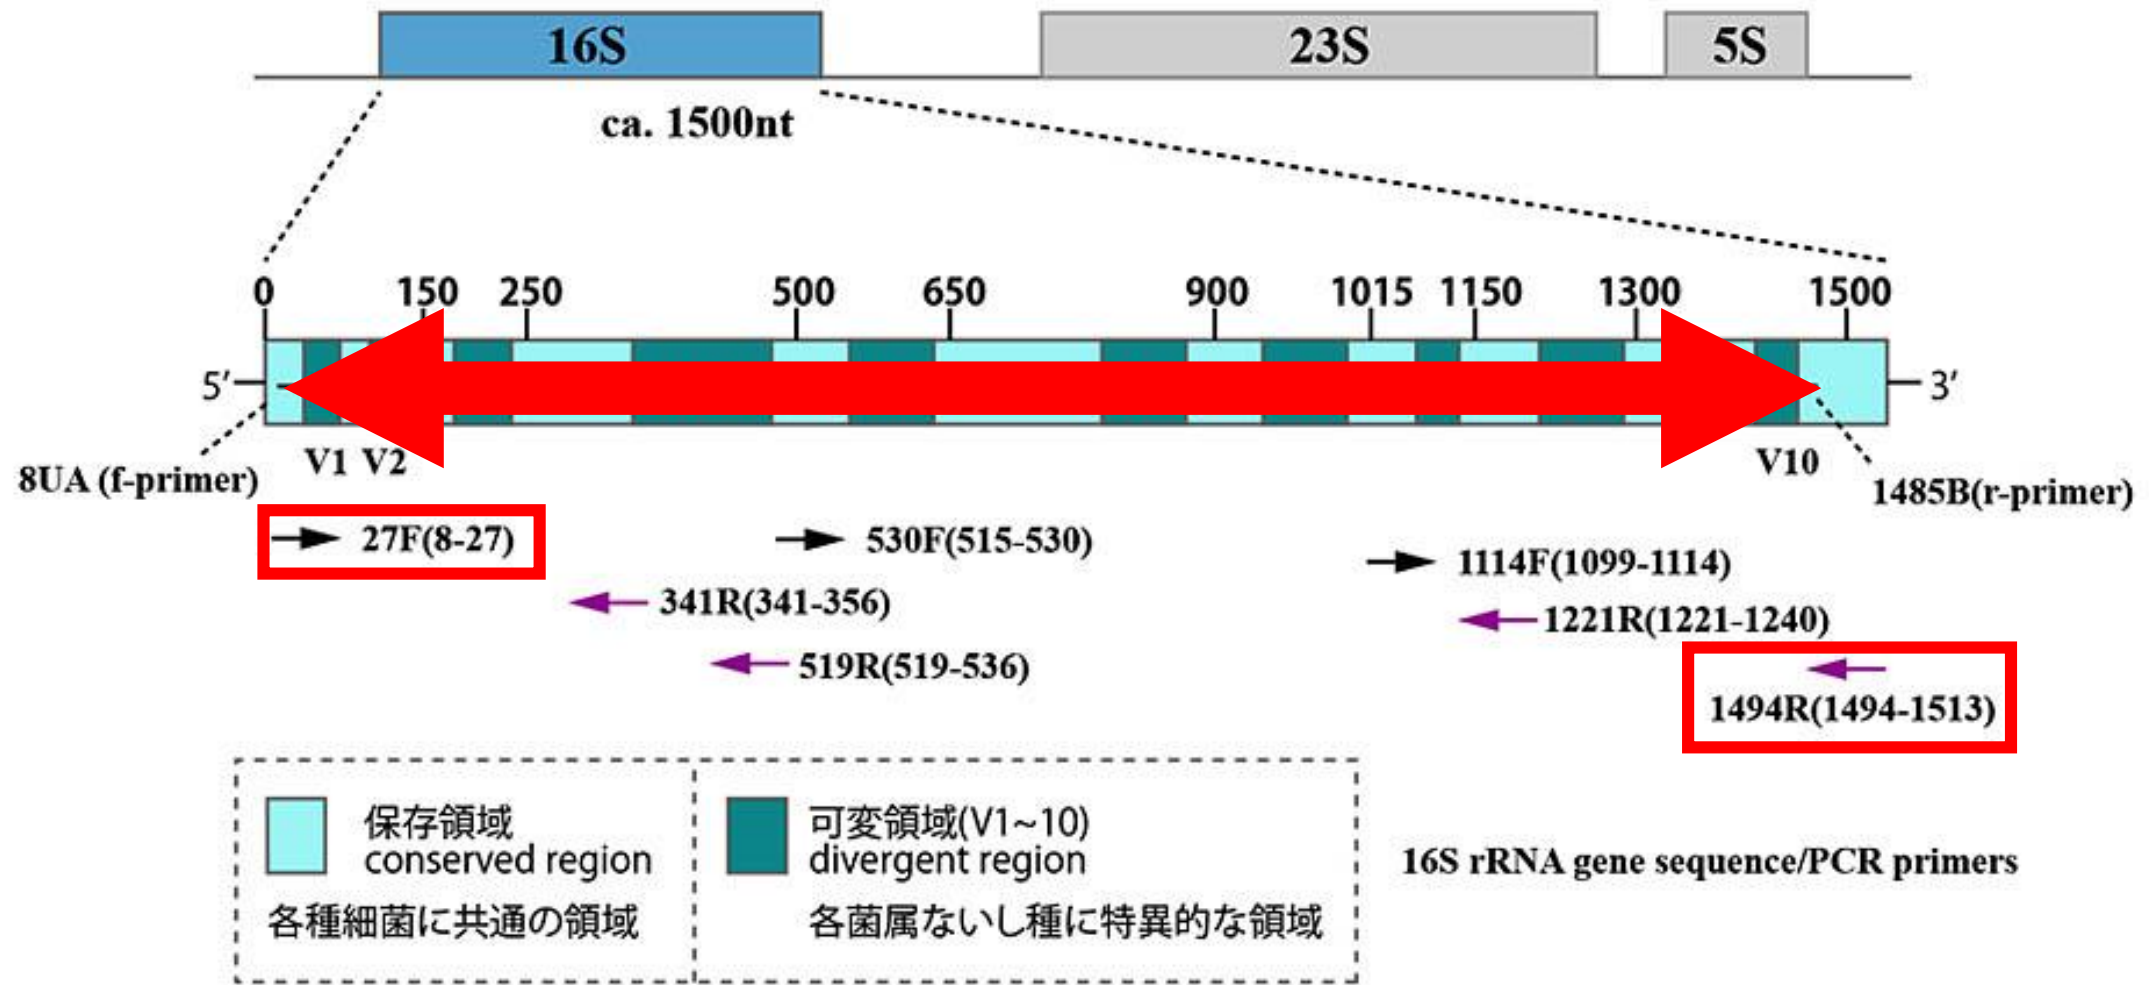 16S 23S 5S
ca. 1500nt
0 150 250 500 650 900 1015 1150 1300 1500
5′ 3′
V1 V2 V10
8UA (f-primer) 1485B(r-primer)
27F(8-27) 530F(515-530)
1114F(1099-1114)
341R(341-356) 1221R(1221-1240)
519R(519-536)
1494R(1494-1513)
保存領域
conserved region
各種細菌に共通の領域
可変領域(V1~10)
divergent region
各菌属ないし種に特異的な領域
16S rRNA gene sequence/PCR primers